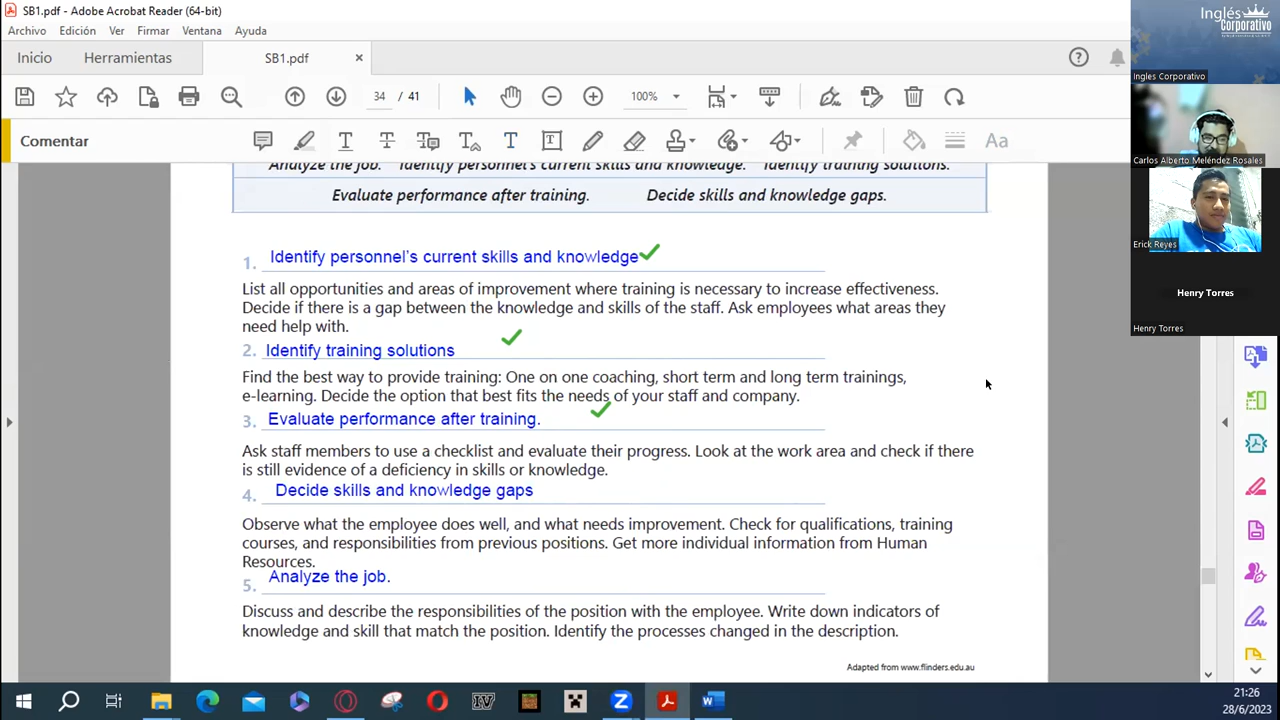 SB1.pdf - Adobe Acrobat Reader (64-bit)
Archivo Edición Ver Firmar Ventana Ayuda
Inicio Herramientas SB1.pdf ×
34 / 41 100%
Comentar
Analyze the job. Identify personnel's current skills and knowledge. Identify training solutions.
Evaluate performance after training. Decide skills and knowledge gaps.
1. Identify personnel's current skills and knowledge
List all opportunities and areas of improvement where training is necessary to increase effectiveness.
Decide if there is a gap between the knowledge and skills of the staff. Ask employees what areas they
need help with.
2. Identify training solutions
Find the best way to provide training: One on one coaching, short term and long term trainings,
e-learning. Decide the option that best fits the needs of your staff and company.
3. Evaluate performance after training.
Ask staff members to use a checklist and evaluate their progress. Look at the work area and check if there
is still evidence of a deficiency in skills or knowledge.
4. Decide skills and knowledge gaps
Observe what the employee does well, and what needs improvement. Check for qualifications, training
courses, and responsibilities from previous positions. Get more individual information from Human
Resources.
5. Analyze the job.
Discuss and describe the responsibilities of the position with the employee. Write down indicators of
knowledge and skill that match the position. Identify the processes changed in the description.
Adapted from www.flinders.edu.au
Inglés
Corporativo
Ingles Corporativo
Carlos Alberto Meléndez Rosales
Erick Reyes
Henry Torres
Henry Torres
21:26
28/6/2023